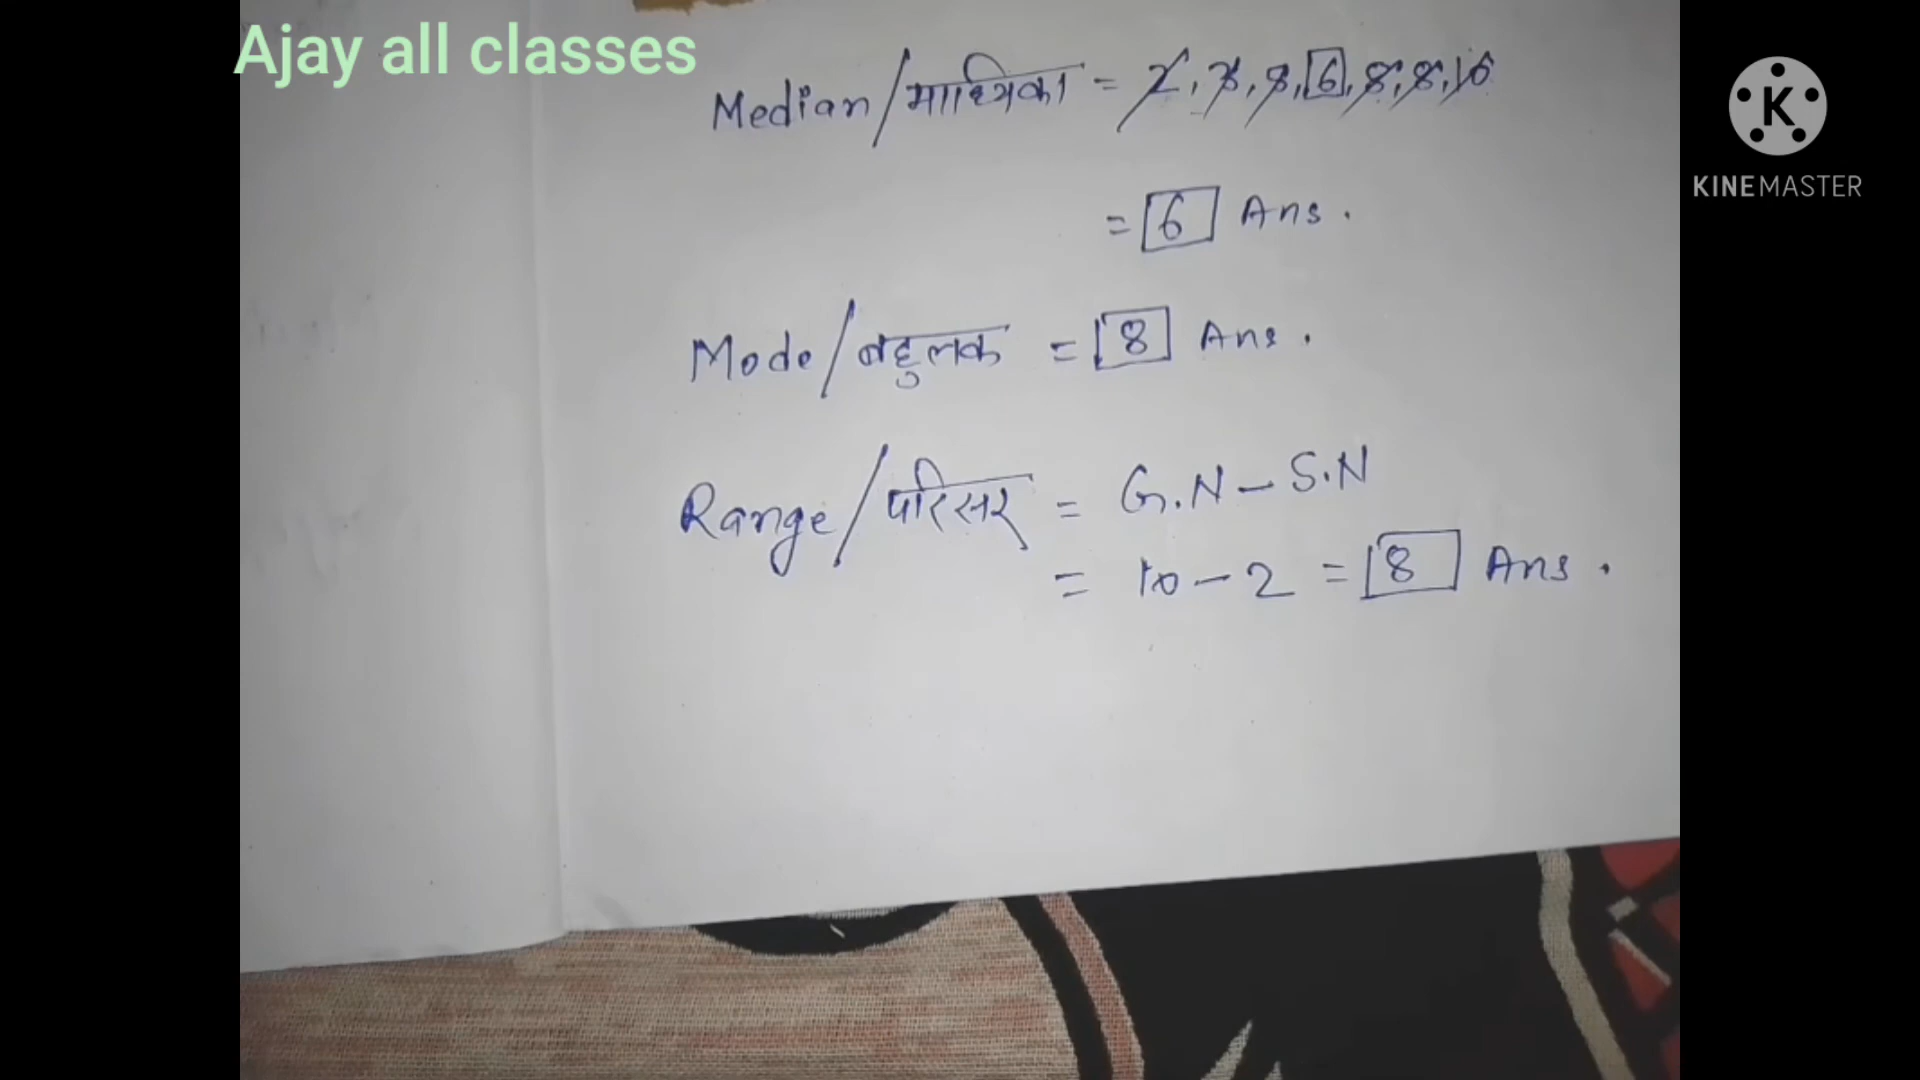 Ajay all classes
Median/माध्यिका = 2, 3, 8, 6, 8, 8, 10
= 6 Ans.
Mode/बहुलक = 8 Ans.
Range/परिसर = G.N - S.N
= 10 - 2 = 8 Ans.
K
KINEMASTER